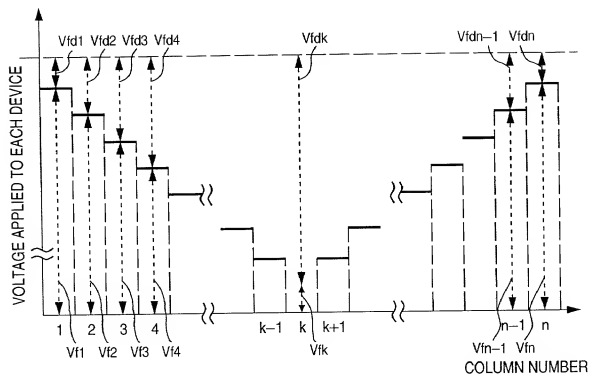 Vfd1 Vfd2 Vfd3 Vfd4 Vfdk Vfdn-1 Vfdn
VOLTAGE APPLIED TO EACH DEVICE
1 2 3 4 k-1 k k+1 n-1 n
Vf1 Vf2 Vf3 Vf4 Vfk Vfn-1 Vfn
COLUMN NUMBER